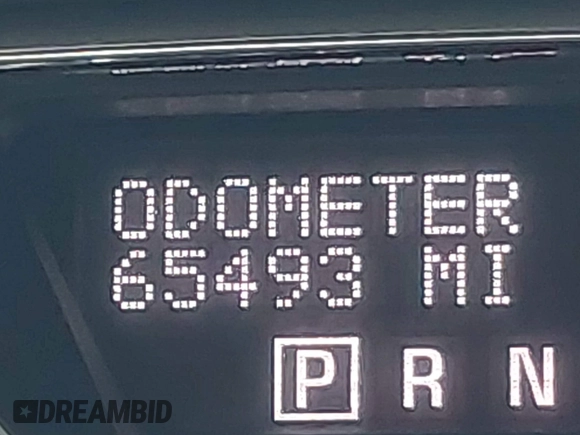 ODOMETER
65493 MI
P R N
DREAMBID